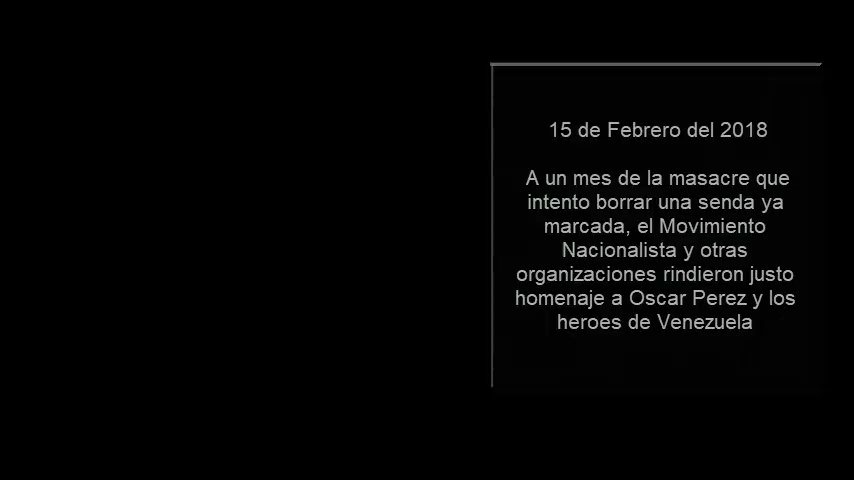 15 de Febrero del 2018
A un mes de la masacre que
intento borrar una senda ya
marcada, el Movimiento
Nacionalista y otras
organizaciones rindieron justo
homenaje a Oscar Perez y los
heroes de Venezuela